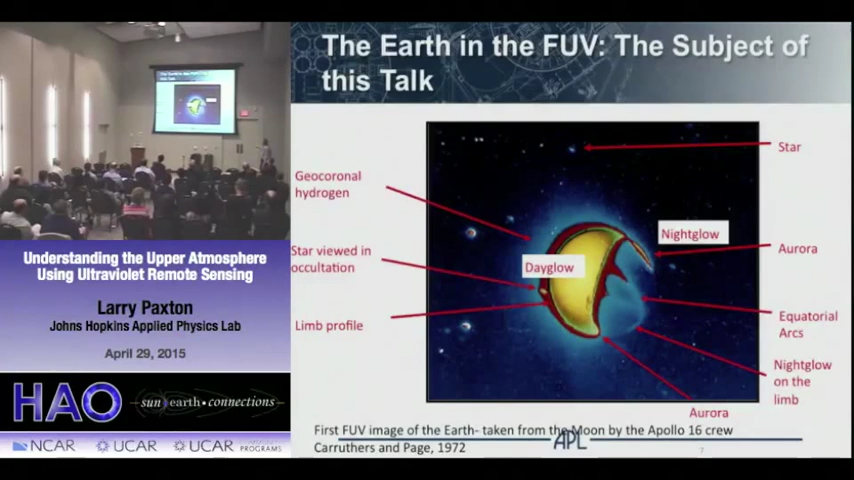 The Earth in the FUV: The Subject of
this Talk
Star
Geocoronal
hydrogen
Nightglow
Star viewed in
occultation
Dayglow
Aurora
Limb profile
Equatorial
Arcs
Nightglow
on the
limb
Aurora
First FUV image of the Earth- taken from the Moon by the Apollo 16 crew
Carruthers and Page, 1972
APL
7
Understanding the Upper Atmosphere
Using Ultraviolet Remote Sensing
Larry Paxton
Johns Hopkins Applied Physics Lab
April 29, 2015
HAO
sun earth • connections
NCAR
UCAR
UCAR PROGRAMS